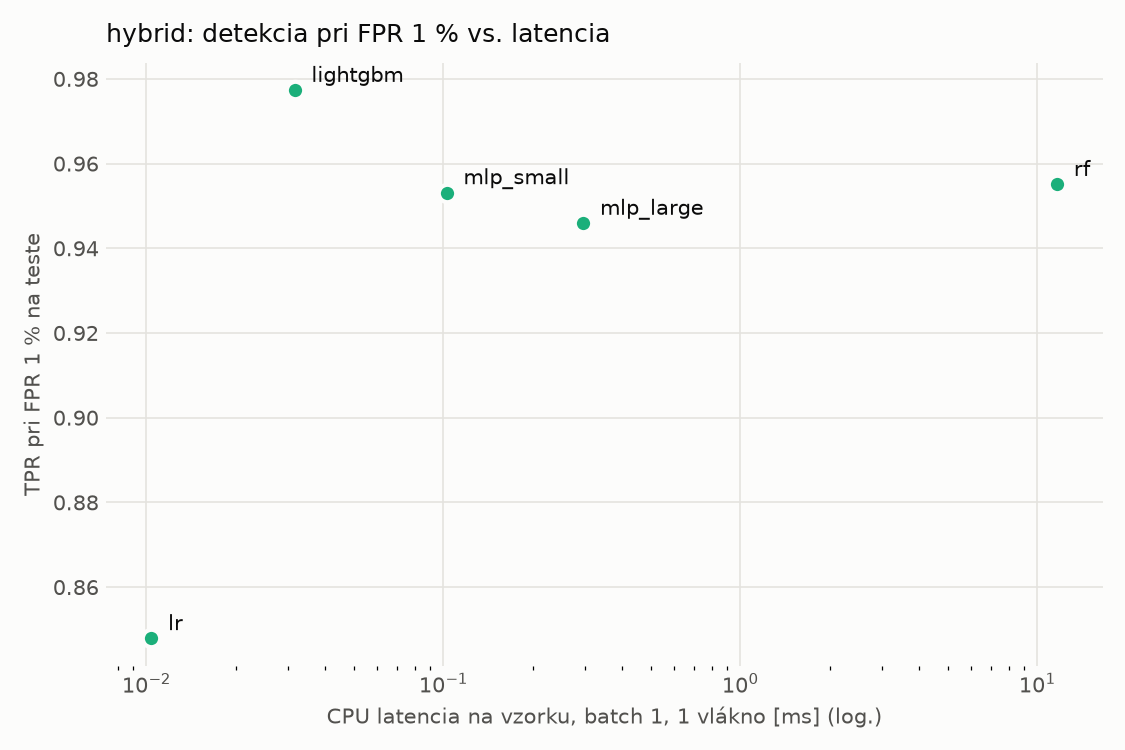 hybrid: detekcia pri FPR 1 % vs. latencia
TPR pri FPR 1 % na teste
0.98
0.96
0.94
0.92
0.90
0.88
0.86
lightgbm
mlp_small
mlp_large
rf
lr
10⁻² 10⁻¹ 10⁰ 10¹
CPU latencia na vzorku, batch 1, 1 vlákno [ms] (log.)